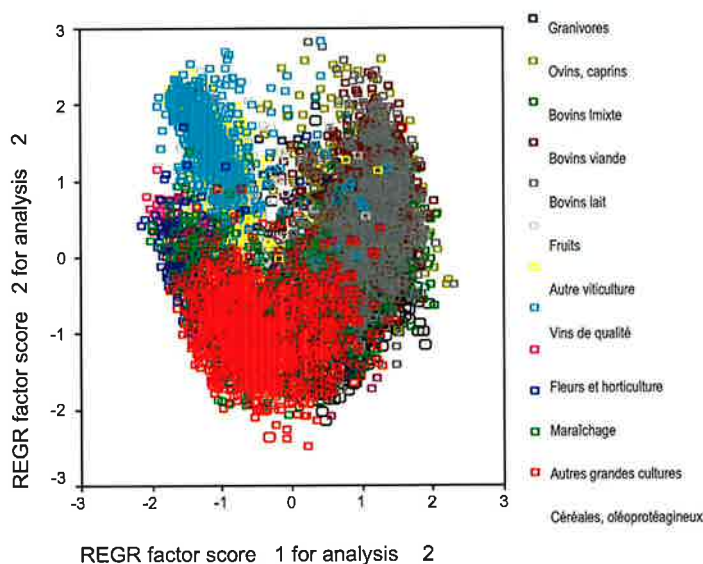 3
2
1
0
-1
-2
-3
-3
-2
-1
0
1
2
3
REGR factor score 2 for analysis 2
REGR factor score 1 for analysis 2
Granivores
Ovins, caprins
Bovins lmixte
Bovins viande
Bovins lait
Fruits
Autre viticulture
Vins de qualité
Fleurs et horticulture
Maraîchage
Autres grandes cultures
Céréales, oléoprotéagineux